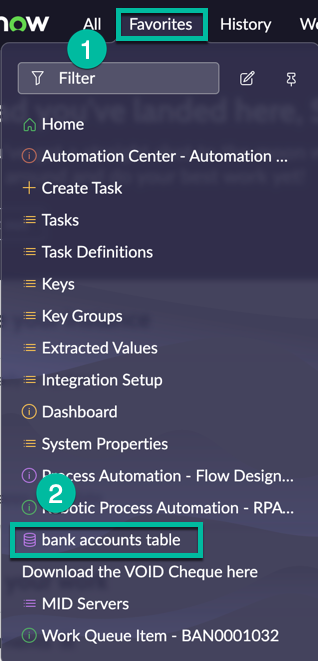 now All Favorites History We
1
Filter
Home
Automation Center - Automation ...
Create Task
Tasks
Task Definitions
Keys
Key Groups
Extracted Values
Integration Setup
Dashboard
System Properties
Process Automation - Flow Design...
2
Robotic Process Automation - RPA...
bank accounts table
Download the VOID Cheque here
MID Servers
Work Queue Item - BAN0001032